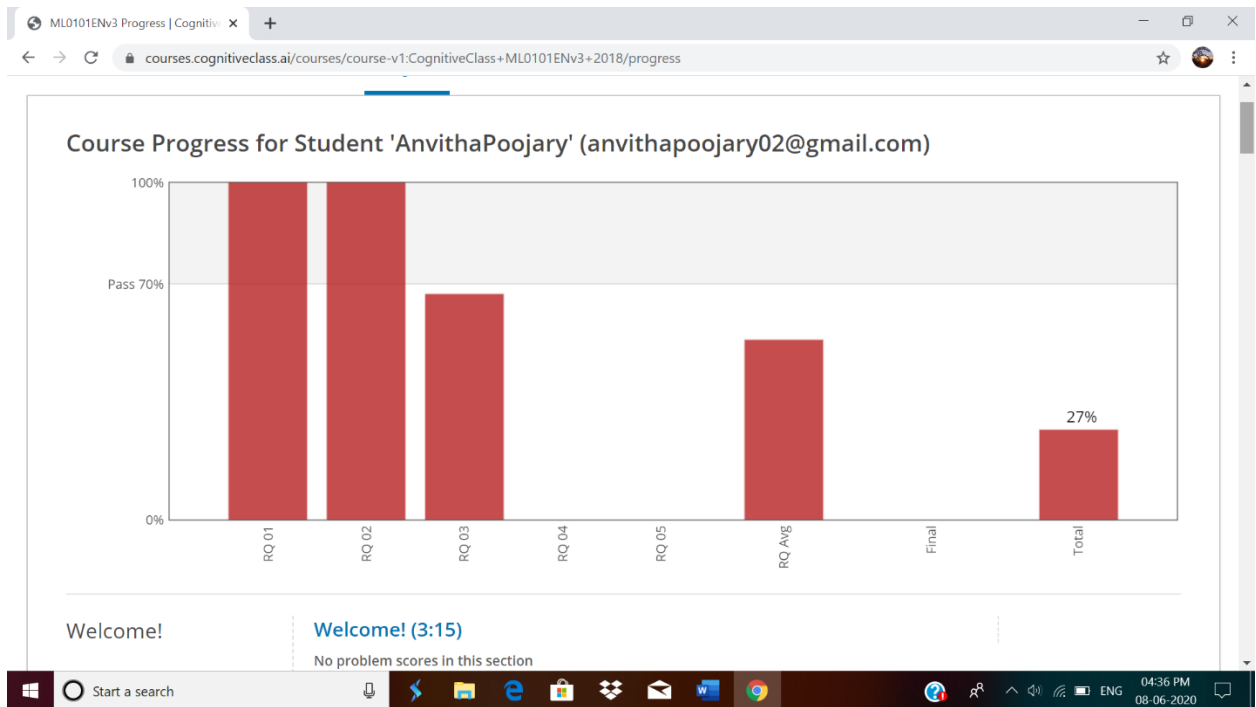 ML0101ENv3 Progress | Cognitive
courses.cognitiveclass.ai/courses/course-v1:CognitiveClass+ML0101ENv3+2018/progress
Course Progress for Student 'AnvithaPoojary' (anvithapoojary02@gmail.com)
100%
Pass 70%
27%
0%
RQ 01
RQ 02
RQ 03
RQ 04
RQ 05
RQ Avg
Final
Total
Welcome!
Welcome! (3:15)
No problem scores in this section
Start a search
ENG
04:36 PM
08-06-2020